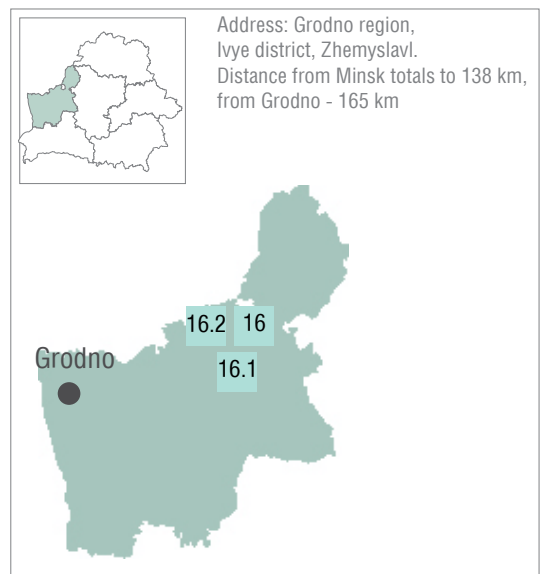 Address: Grodno region,
Ivye district, Zhemyslavl.
Distance from Minsk totals to 138 km,
from Grodno - 165 km
16.2
16
Grodno
16.1